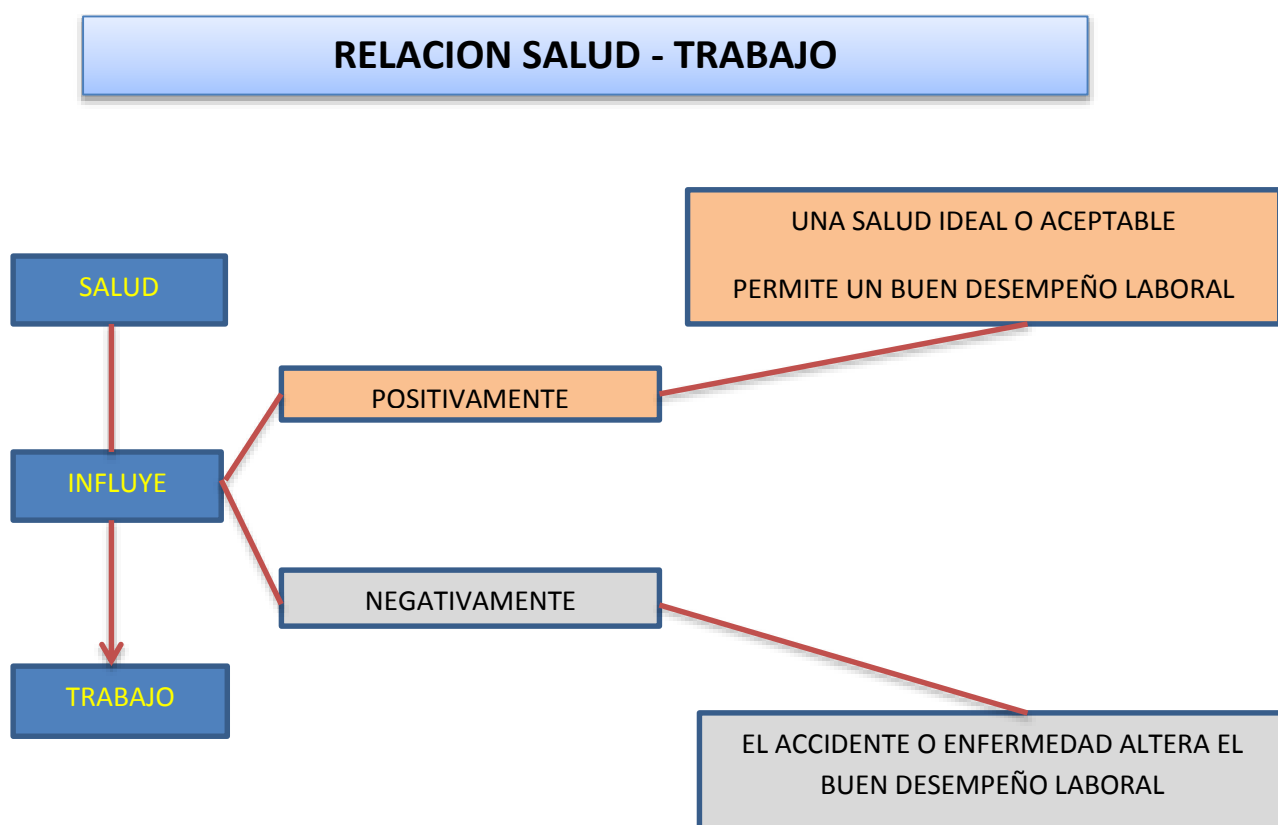 RELACION SALUD - TRABAJO
UNA SALUD IDEAL O ACEPTABLE
PERMITE UN BUEN DESEMPEÑO LABORAL
SALUD
POSITIVAMENTE
INFLUYE
NEGATIVAMENTE
TRABAJO
EL ACCIDENTE O ENFERMEDAD ALTERA EL
BUEN DESEMPEÑO LABORAL